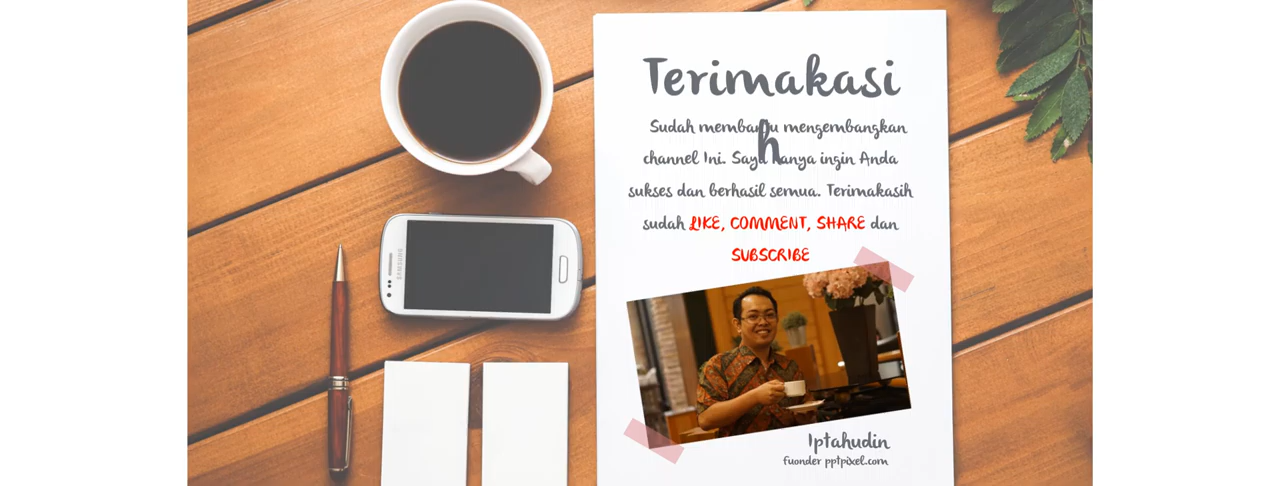 Terimakasi
h
Sudah membantu mengembangkan
channel Ini. Saya hanya ingin Anda
sukses dan berhasil semua. Terimakasih
sudah LIKE, COMMENT, SHARE dan
SUBSCRIBE
SAMSUNG
Iptahudin
fuonder pptpixel.com